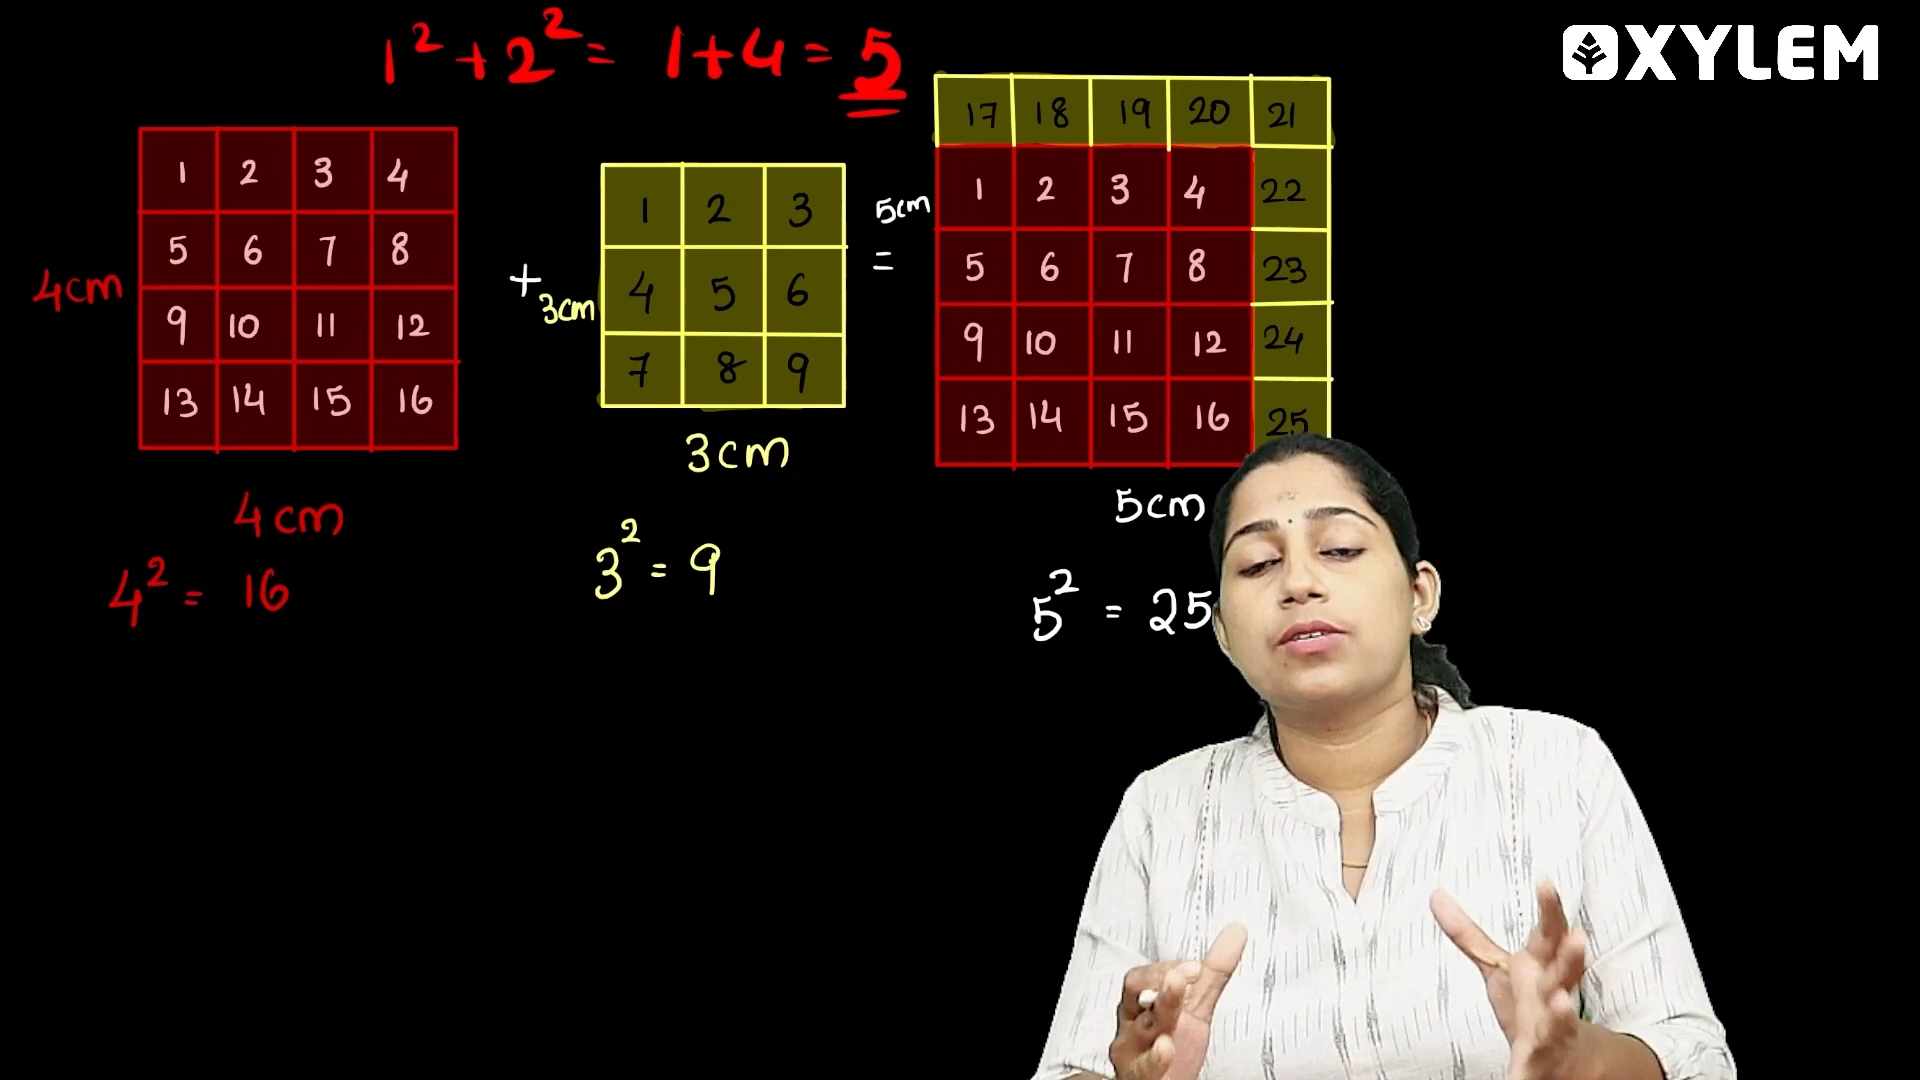 1² + 2² = 1 + 4 = 5
XYLEM
1 2 3 4
5 6 7 8
9 10 11 12
13 14 15 16
4cm
4cm
4² = 16
+
1 2 3
4 5 6
7 8 9
3cm
3cm
3² = 9
=
17 18 19 20 21
1 2 3 4 22
5 6 7 8 23
9 10 11 12 24
13 14 15 16 25
5cm
5cm
5² = 25